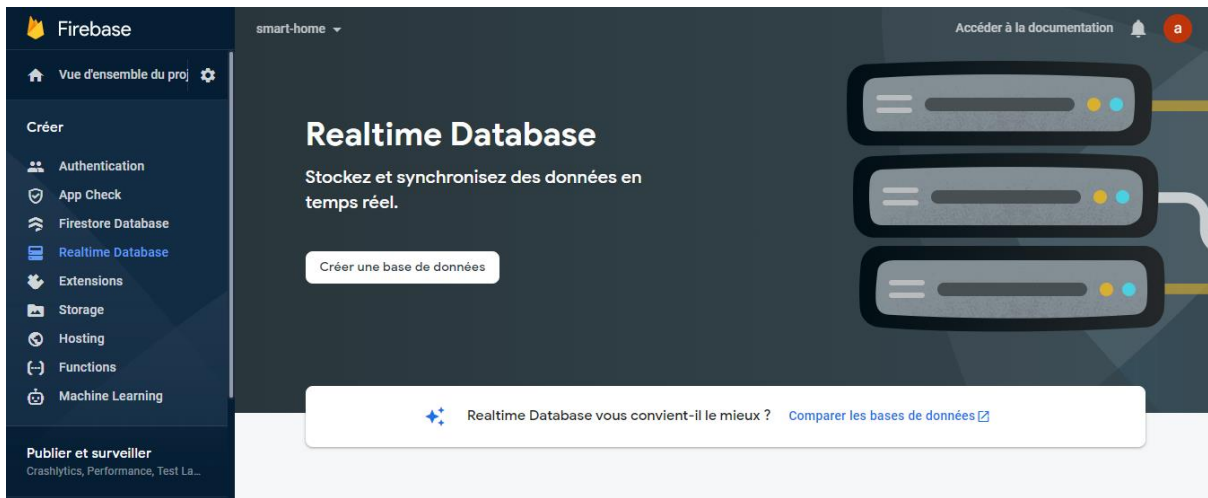 Firebase
smart-home
Accéder à la documentation
a
Vue d'ensemble du proj
Créer
Authentication
App Check
Firestore Database
Realtime Database
Extensions
Storage
Hosting
Functions
Machine Learning
Publier et surveiller
Crashlytics, Performance, Test La...
Realtime Database
Stockez et synchronisez des données en
temps réel.
Créer une base de données
Realtime Database vous convient-il le mieux ? Comparer les bases de données